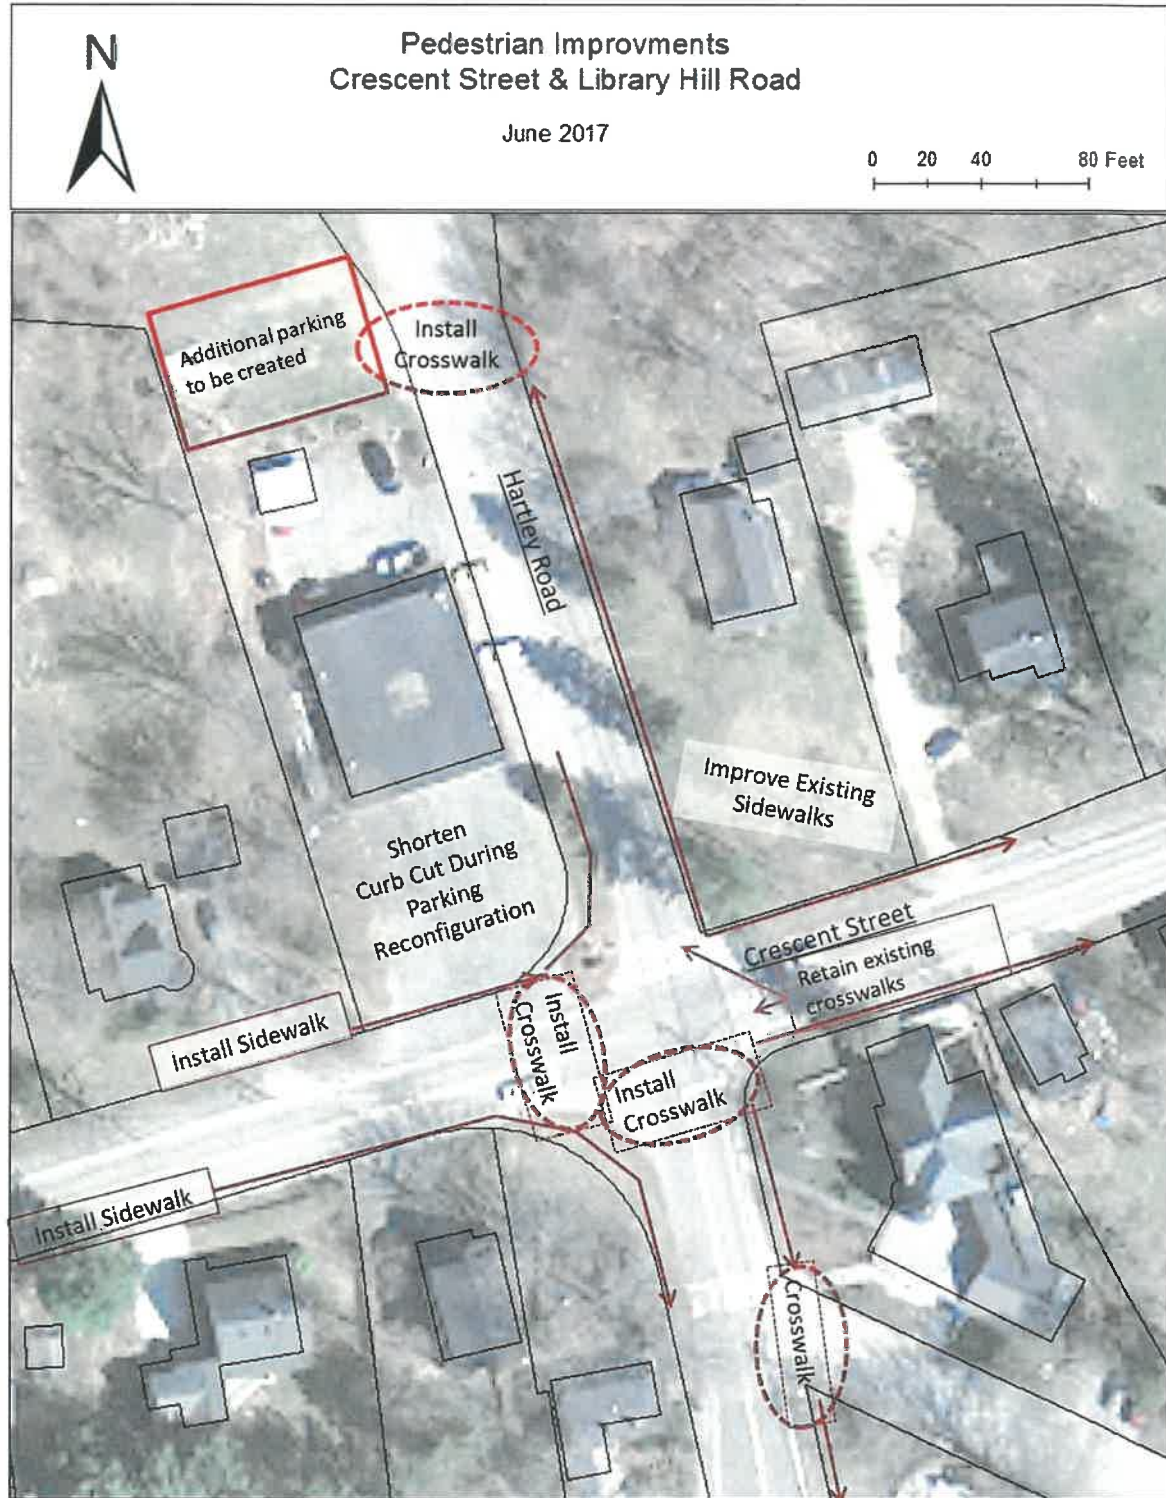 N
Pedestrian Improvments
Crescent Street & Library Hill Road
June 2017
0 20 40 80 Feet
Additional parking
to be created
Install
Crosswalk
Hartley Road
Improve Existing
Sidewalks
Shorten
Curb Cut During
Parking
Reconfiguration
Crescent Street
Retain existing
crosswalks
Install Sidewalk
Install
Crosswalk
Install
Crosswalk
Install Sidewalk
Crosswalk